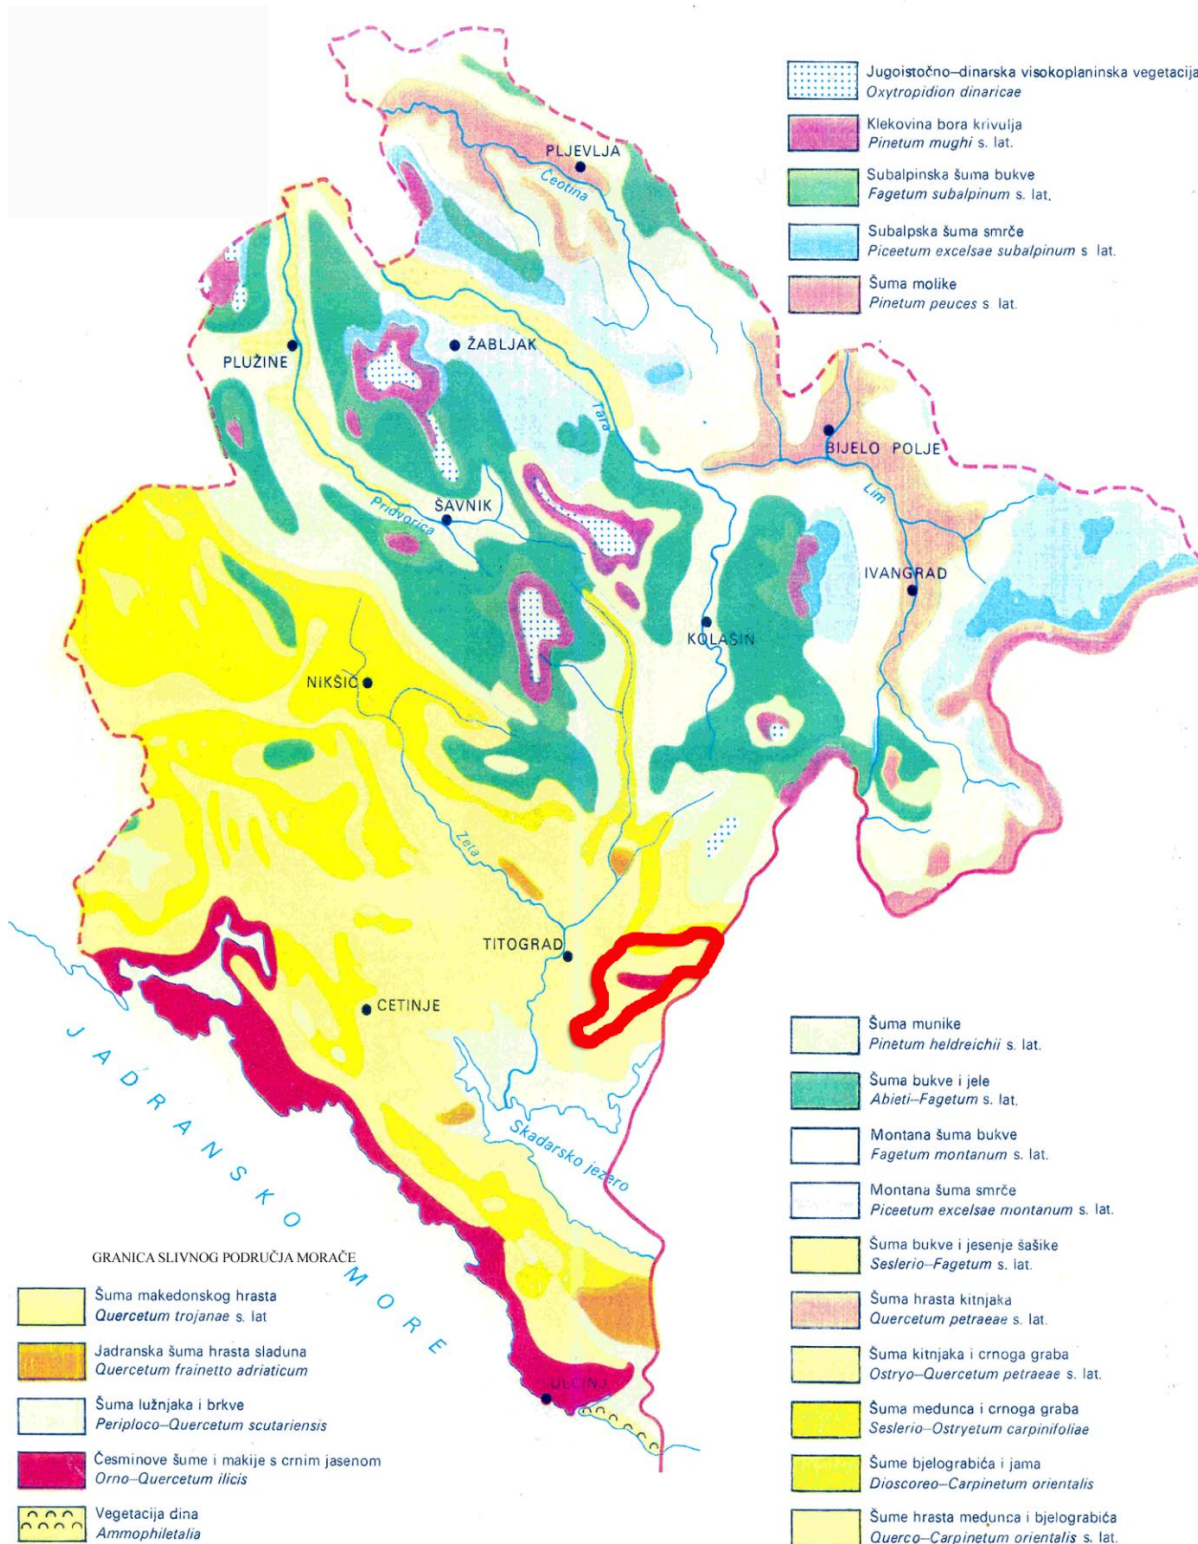 Jugoistočno–dinarska visokoplaninska vegetacija
Oxytropidion dinaricae
Klekovina bora krivulja
Pinetum mughi s. lat.
Subalpinska šuma bukve
Fagetum subalpinum s. lat.
Subalpska šuma smrče
Piceetum excelsae subalpinum s lat.
Šuma molike
Pinetum peuces s. lat.
PLJEVLJA
Ćeotina
PLUŽINE
ŽABLJAK
Tara
BIJELO POLJE
Lim
ŠAVNIK
Pridvorica
IVANGRAD
KOLAŠIN
NIKŠIĆ
Zeta
TITOGRAD
CETINJE
JADRANSKO MORE
Skadarsko jezero
ULCINJ
Šuma munike
Pinetum heldreichii s. lat.
Šuma bukve i jele
Abieti–Fagetum s. lat.
Montana šuma bukve
Fagetum montanum s. lat.
Montana šuma smrče
Piceetum excelsae montanum s. lat.
Šuma bukve i jesenje šašike
Seslerio–Fagetum s. lat.
Šuma hrasta kitnjaka
Quercetum petraeae s. lat.
Šuma kitnjaka i crnoga graba
Ostryo–Quercetum petraeae s. lat.
Šuma medunca i crnoga graba
Seslerio–Ostryetum carpinifoliae
Šume bjelograbića i jama
Dioscoreo–Carpinetum orientalis
Šume hrasta medunca i bjelograbića
Querco–Carpinetum orientalis s. lat.
GRANICA SLIVNOG PODRUČJA MORAČE
Šuma makedonskog hrasta
Quercetum trojanae s. lat
Jadranska šuma hrasta sladuna
Quercetum frainetto adriaticum
Šuma lužnjaka i brkve
Periploco–Quercetum scutariensis
Česminove šume i makije s crnim jasenom
Orno–Quercetum ilicis
Vegetacija dina
Ammophiletalia